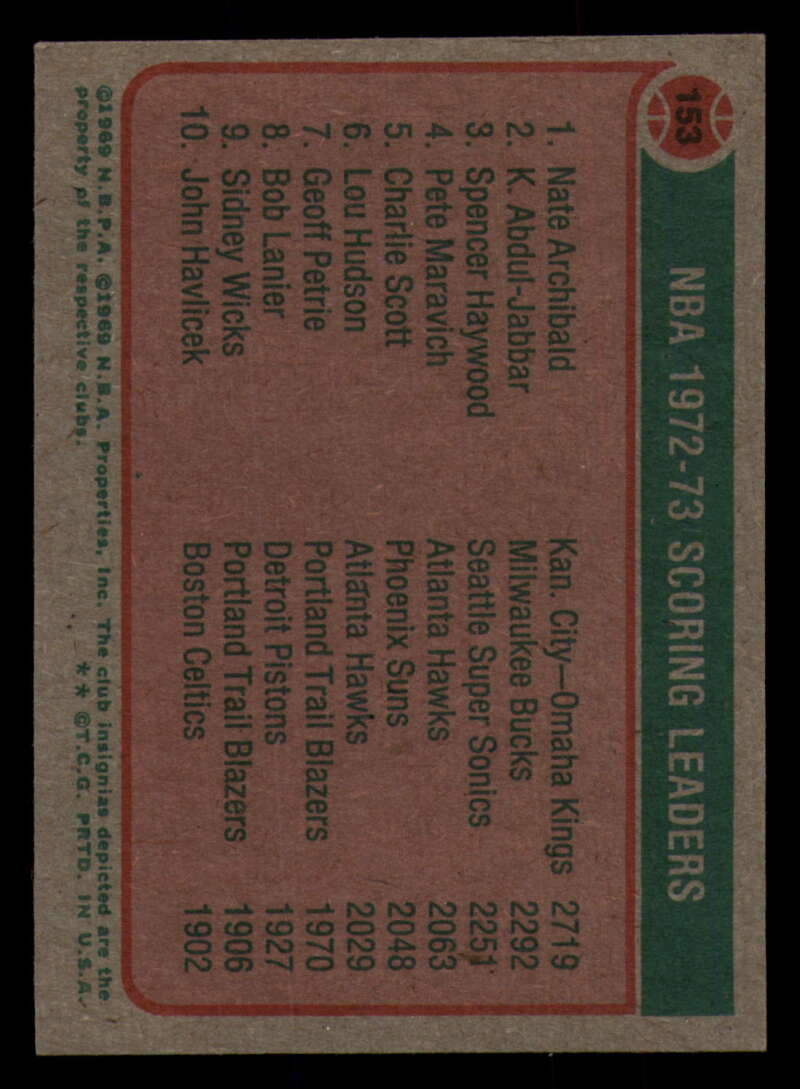 153
NBA 1972-73 SCORING LEADERS
1. Nate Archibald Kan. City—Omaha Kings 2719
2. K. Abdul-Jabbar Milwaukee Bucks 2292
3. Spencer Haywood Seattle Super Sonics 2251
4. Pete Maravich Atlanta Hawks 2063
5. Charlie Scott Phoenix Suns 2048
6. Lou Hudson Atlanta Hawks 2029
7. Geoff Petrie Portland Trail Blazers 1970
8. Bob Lanier Detroit Pistons 1927
9. Sidney Wicks Portland Trail Blazers 1906
10. John Havlicek Boston Celtics 1902
©1969 N.B.P.A. ©1969 N.B.A. Properties, Inc. The club insignias depicted are the
property of the respective clubs. ** ©T.C.G. PRTD. IN U.S.A.